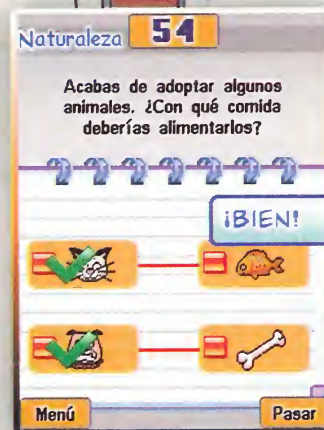 Naturaleza 54
Acabas de adoptar algunos
animales. ¿Con qué comida
deberías alimentarlos?
¡BIEN!
Menú
Pasar